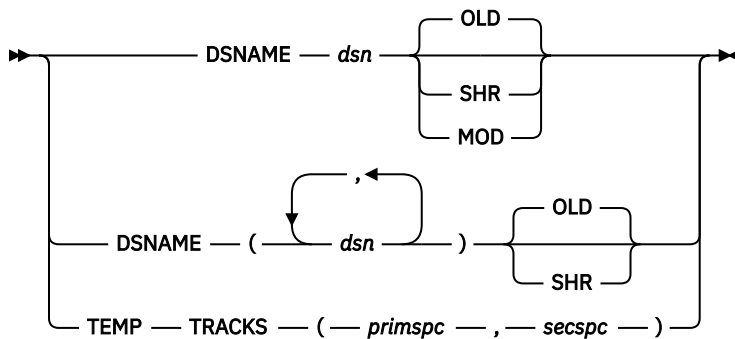 OLD
DSNAME dsn
SHR
MOD
,
OLD
DSNAME ( dsn )
SHR
TEMP TRACKS ( primspc , secspc )